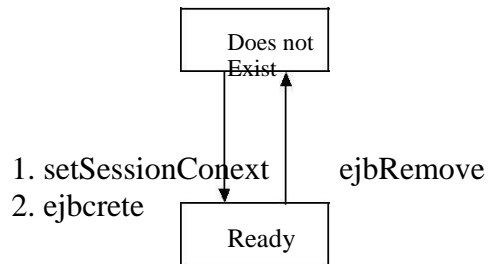 Does not
Exist
1. setSessionConext
ejbRemove
2. ejbcrete
Ready